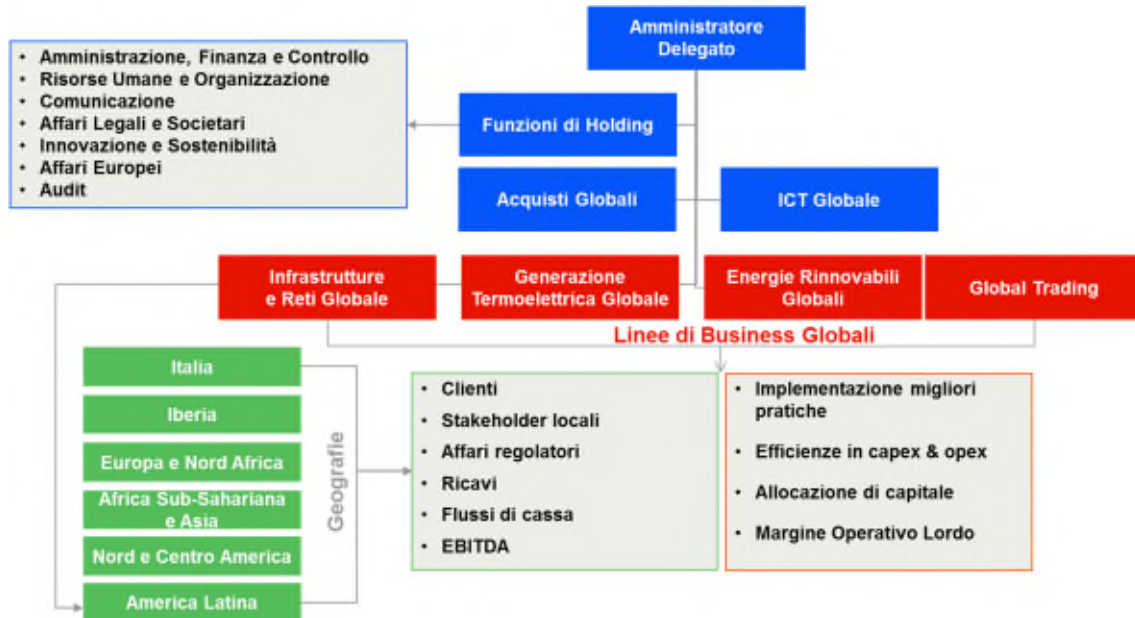 Amministratore
Delegato
• Amministrazione, Finanza e Controllo
• Risorse Umane e Organizzazione
• Comunicazione
• Affari Legali e Societari
• Innovazione e Sostenibilità
• Affari Europei
• Audit
Funzioni di Holding
Acquisti Globali
ICT Globale
Infrastrutture
e Reti Globale
Generazione
Termoelettrica Globale
Energie Rinnovabili
Globali
Global Trading
Linee di Business Globali
Italia
Iberia
Europa e Nord Africa
Africa Sub-Sahariana
e Asia
Nord e Centro America
America Latina
Geografie
• Clienti
• Stakeholder locali
• Affari regolatori
• Ricavi
• Flussi di cassa
• EBITDA
• Implementazione migliori
pratiche
• Efficienze in capex & opex
• Allocazione di capitale
• Margine Operativo Lordo